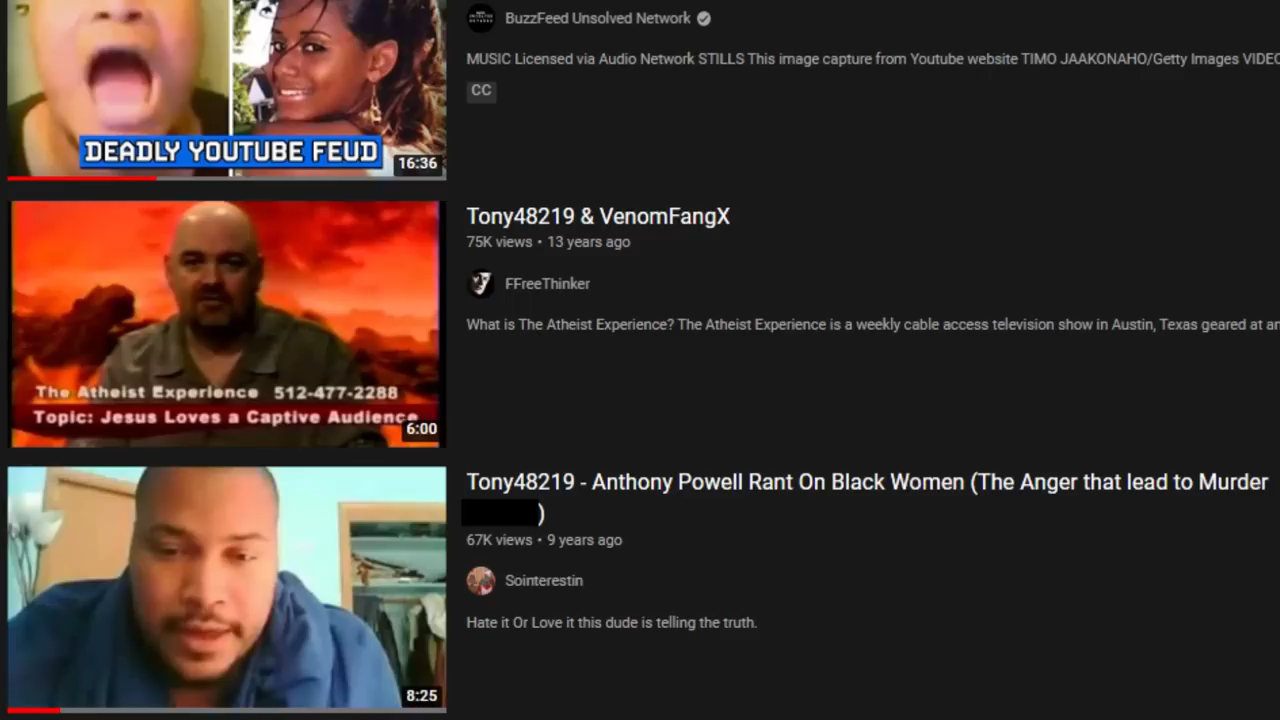 BuzzFeed Unsolved Network
MUSIC Licensed via Audio Network STILLS This image capture from Youtube website TIMO JAAKONAHO/Getty Images VIDEO
CC
DEADLY YOUTUBE FEUD
16:36
Tony48219 & VenomFangX
75K views • 13 years ago
FFreeThinker
What is The Atheist Experience? The Atheist Experience is a weekly cable access television show in Austin, Texas geared at
The Atheist Experience 512-477-2288
Topic: Jesus Loves a Captive Audience
6:00
Tony48219 - Anthony Powell Rant On Black Women (The Anger that lead to Murder
)
67K views • 9 years ago
Sointerestin
Hate it Or Love it this dude is telling the truth.
8:25